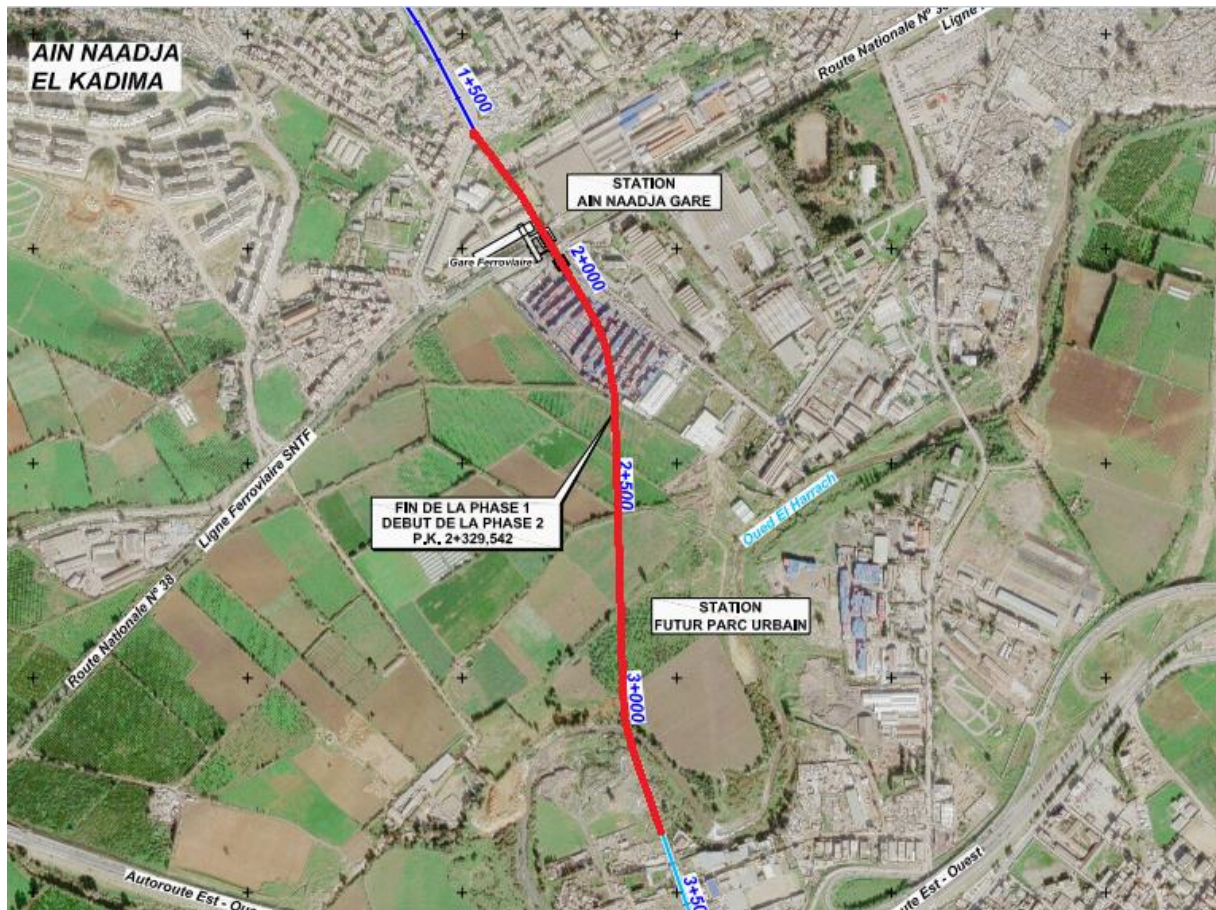 AIN NAADJA
EL KADIMA
1+500
Route Nationale N° 38
STATION
AIN NAADJA GARE
Gare Ferroviaire
2+000
Ligne Ferroviaire SNTF
FIN DE LA PHASE 1
DEBUT DE LA PHASE 2
P.K. 2+329,542
2+500
Oued El Harrach
Route Nationale N° 38
STATION
FUTUR PARC URBAIN
3+000
Autoroute Est - Oue
3+50
ute Est - Ouest